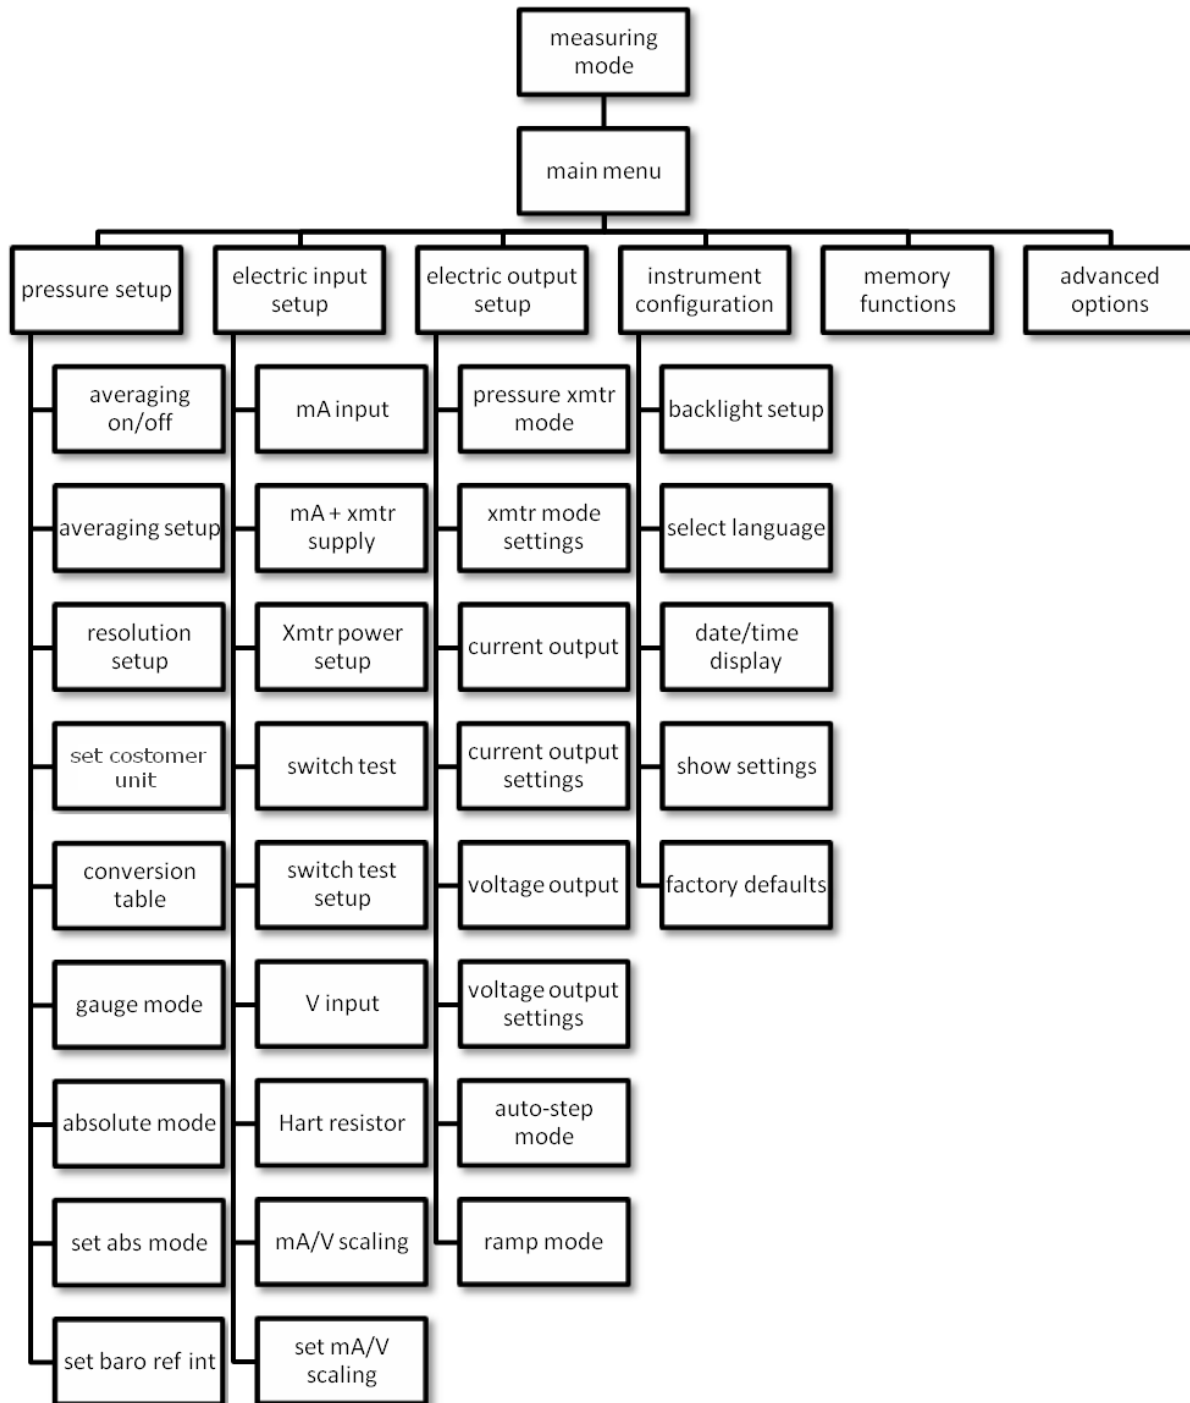 measuring
mode
main menu
pressure setup
electric input
setup
electric output
setup
instrument
configuration
memory
functions
advanced
options
averaging
on/off
averaging setup
resolution
setup
set costomer
unit
conversion
table
gauge mode
absolute mode
set abs mode
set baro ref int
mA input
mA + xmtr
supply
Xmtr power
setup
switch test
switch test
setup
V input
Hart resistor
mA/V scaling
set mA/V
scaling
pressure xmtr
mode
xmtr mode
settings
current output
current output
settings
voltage output
voltage output
settings
auto-step
mode
ramp mode
backlight setup
select language
date/time
display
show settings
factory defaults